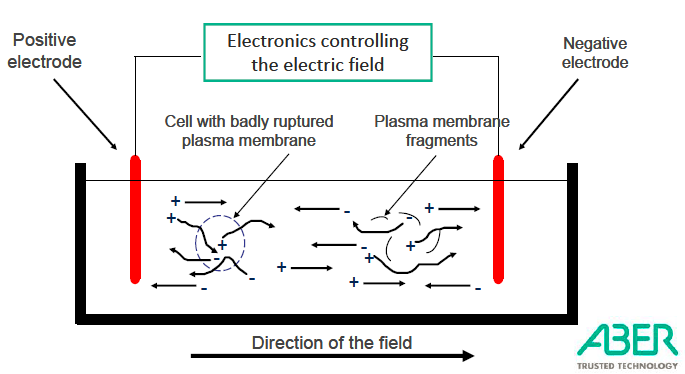 Positive
electrode
Electronics controlling
the electric field
Negative
electrode
Cell with badly ruptured
plasma membrane
Plasma membrane
fragments
+
-
+
+
-
+
-
+
-
+
+
-
-
+
-
-
+
Direction of the field
ABER
TRUSTED TECHNOLOGY